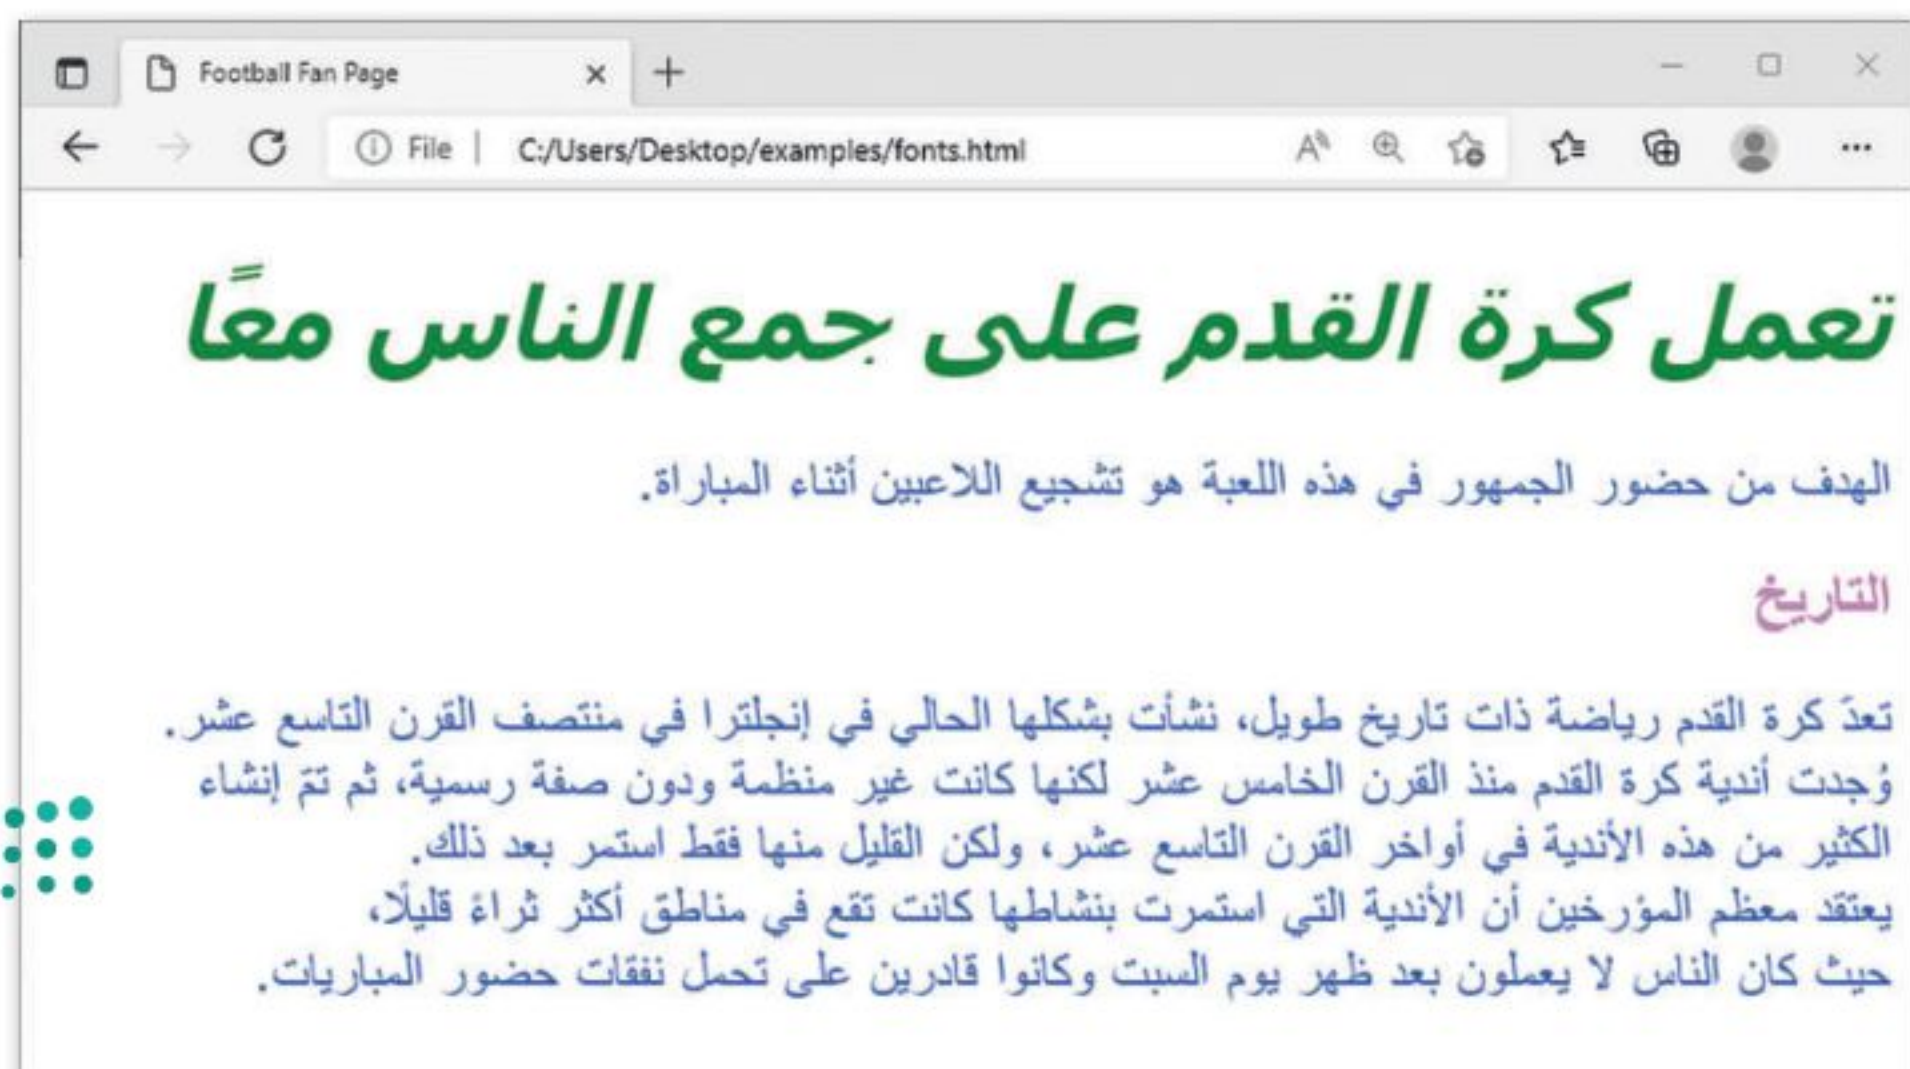 Football Fan Page
File | C:/Users/Desktop/examples/fonts.html
تعمل كرة القدم على جمع الناس معًا
الهدف من حضور الجمهور في هذه اللعبة هو تشجيع اللاعبين أثناء المباراة.
التاريخ
تعدّ كرة القدم رياضة ذات تاريخ طويل، نشأت بشكلها الحالي في إنجلترا في منتصف القرن التاسع عشر.
وُجدت أندية كرة القدم منذ القرن الخامس عشر لكنها كانت غير منظمة ودون صفة رسمية، ثم تمّ إنشاء
الكثير من هذه الأندية في أواخر القرن التاسع عشر، ولكن القليل منها فقط استمر بعد ذلك.
يعتقد معظم المؤرخين أن الأندية التي استمرت بنشاطها كانت تقع في مناطق أكثر ثراءً قليلًا،
حيث كان الناس لا يعملون بعد ظهر يوم السبت وكانوا قادرين على تحمل نفقات حضور المباريات.